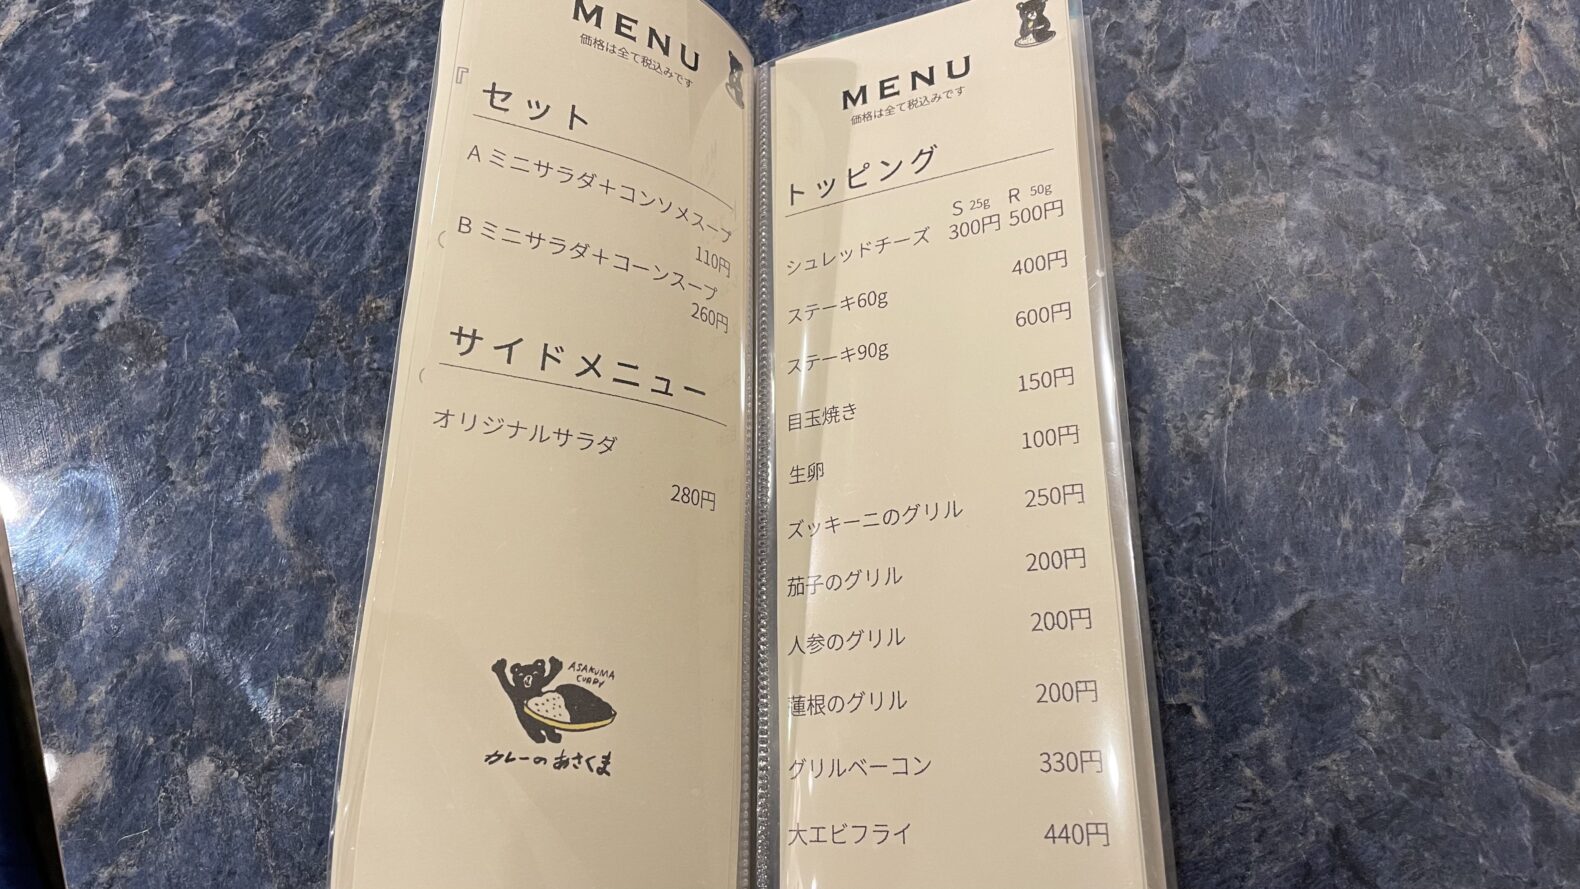 MENU
価格は全て税込みです
『
セット
A ミニサラダ＋コンソメスープ
110円
B ミニサラダ＋コーンスープ
260円
サイドメニュー
オリジナルサラダ
280円
ASAKUMA
CURRY
カレーのあさくま
MENU
価格は全て税込みです
トッピング
S 25g R 50g
シュレッドチーズ 300円 500円
ステーキ60g 400円
ステーキ90g 600円
目玉焼き 150円
生卵 100円
ズッキーニのグリル 250円
茄子のグリル 200円
人参のグリル 200円
蓮根のグリル 200円
グリルベーコン 330円
大エビフライ 440円